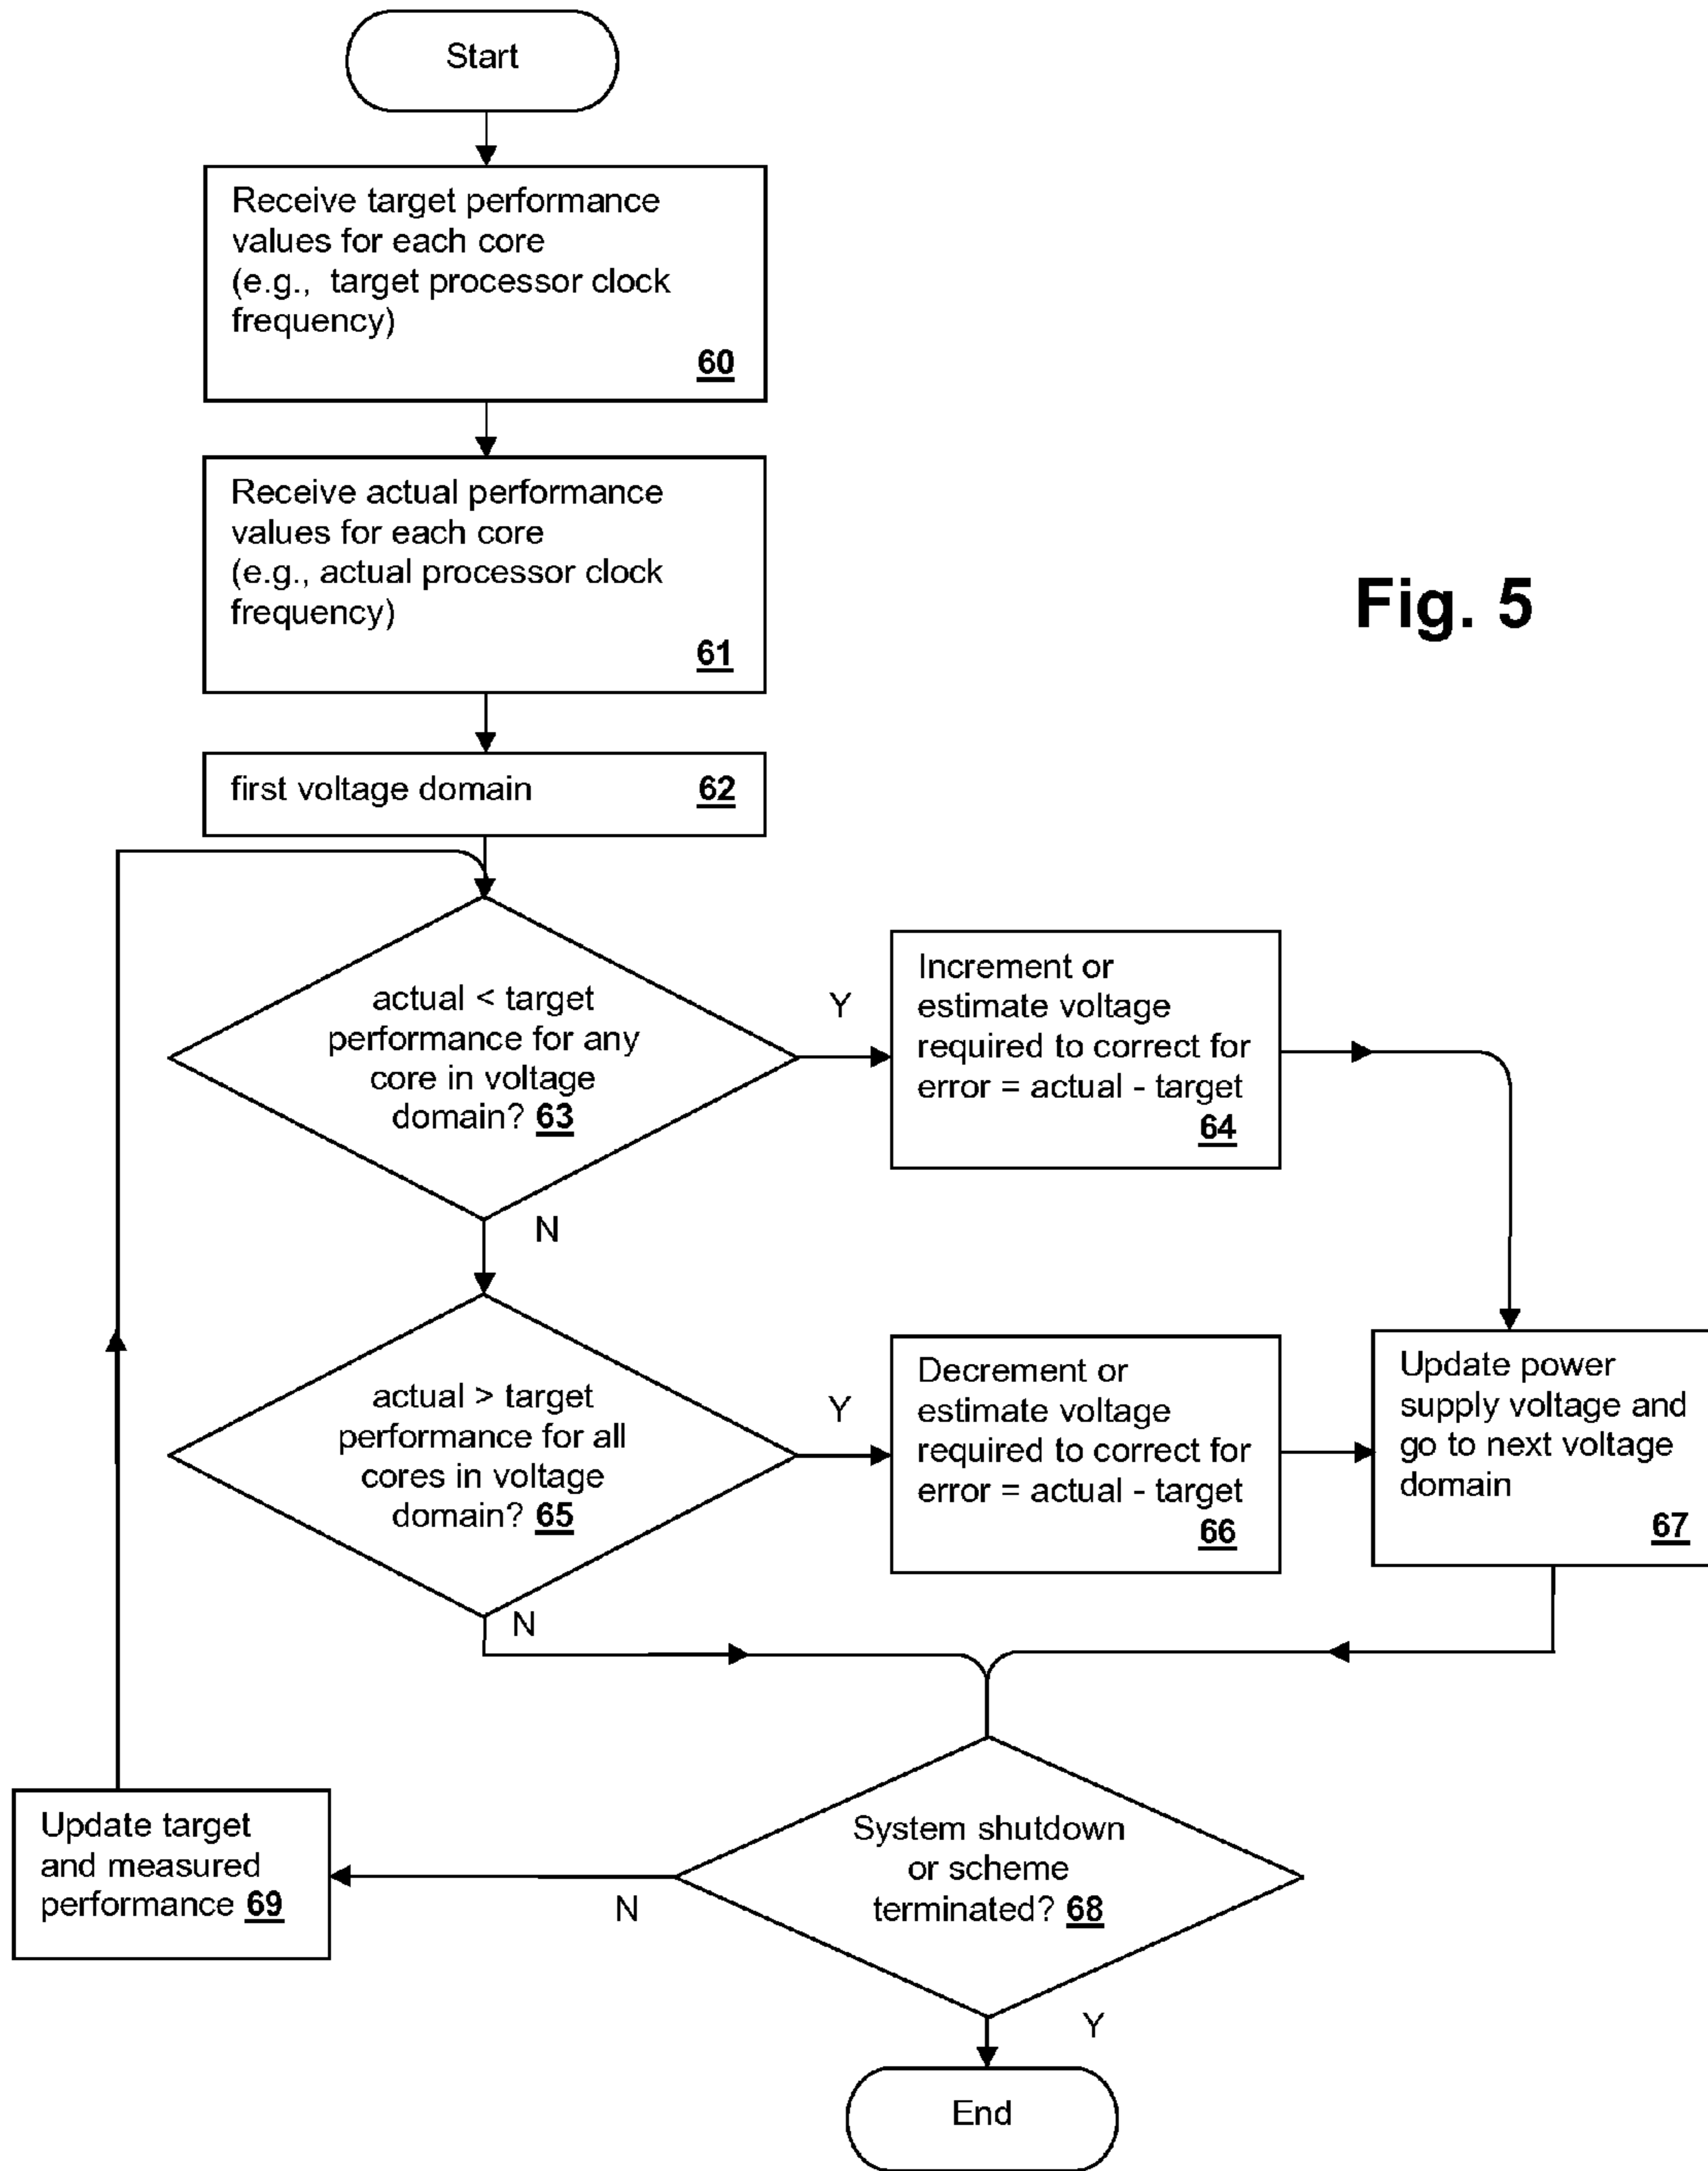 Start
Receive target performance
values for each core
(e.g., target processor clock
frequency)
60
Receive actual performance
values for each core
(e.g., actual processor clock
frequency)
61
Fig. 5
first voltage domain 62
actual < target
performance for any
core in voltage
domain? 63
Y
Increment or
estimate voltage
required to correct for
error = actual - target
64
N
actual > target
performance for all
cores in voltage
domain? 65
Y
Decrement or
estimate voltage
required to correct for
error = actual - target
66
Update power
supply voltage and
go to next voltage
domain
67
N
System shutdown
or scheme
terminated? 68
N
Update target
and measured
performance 69
Y
End